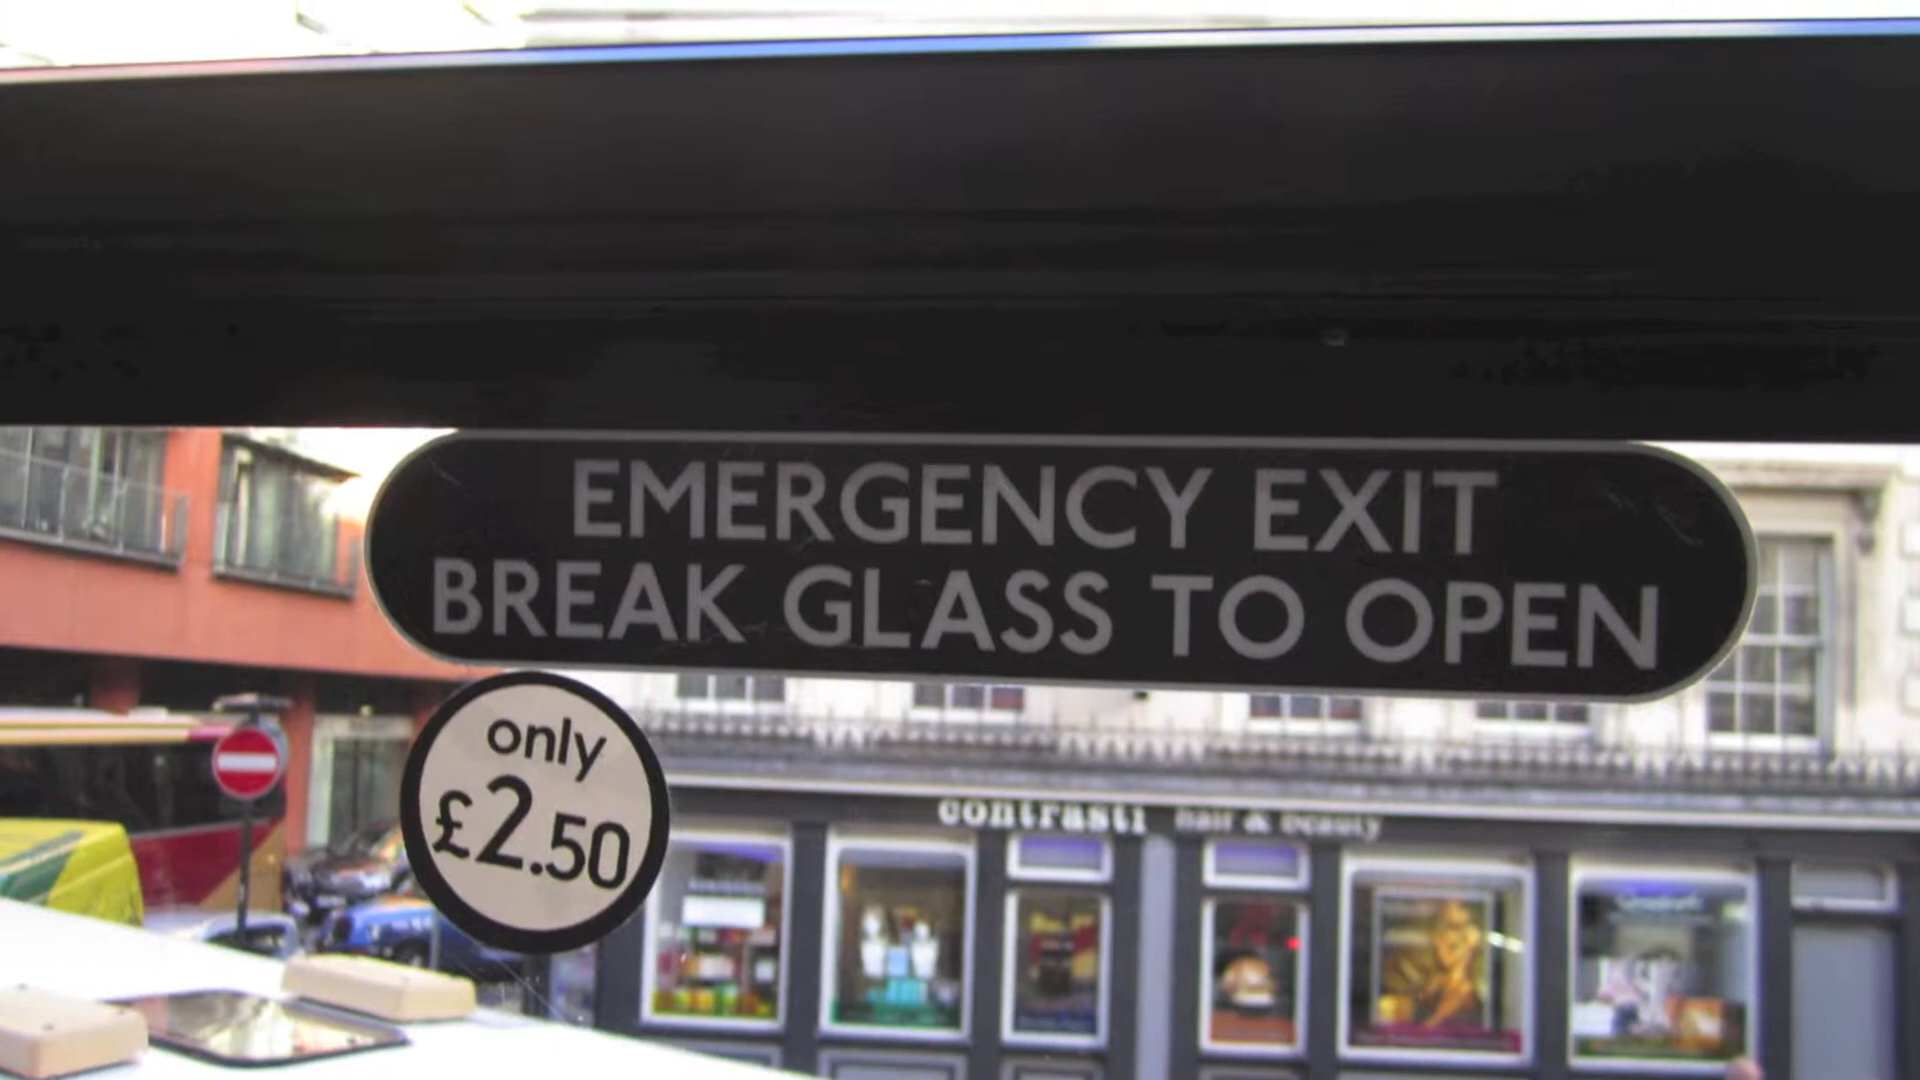 EMERGENCY EXIT
BREAK GLASS TO OPEN
only
£2.50
contrasti hair & beauty